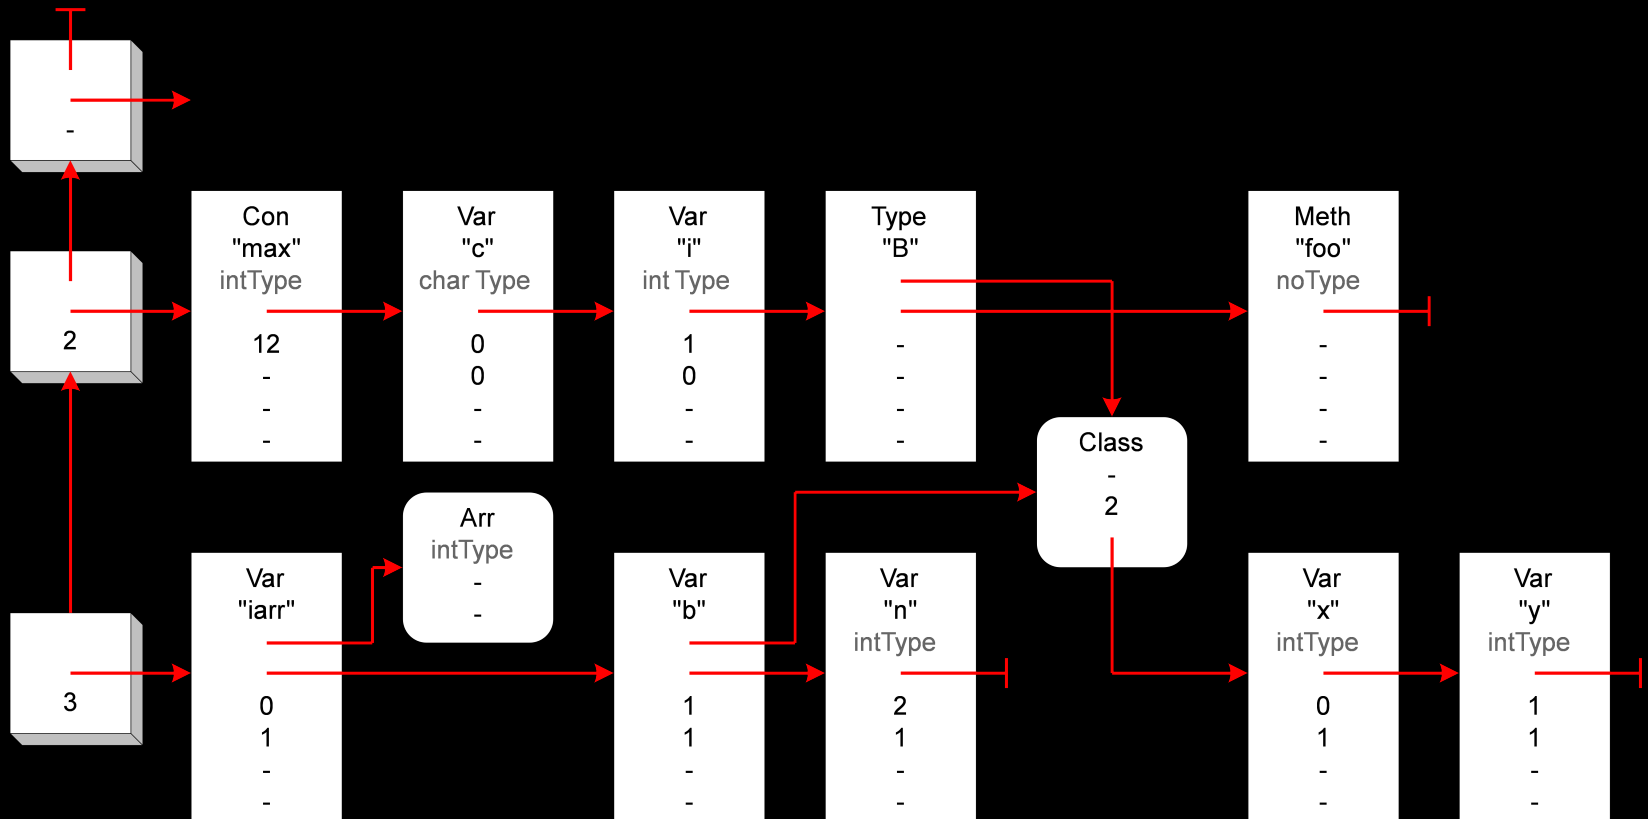 -
2
Con
"max"
intType
12
-
-
-
Var
"c"
char Type
0
0
-
-
Var
"i"
int Type
1
0
-
-
Type
"B"
-
-
-
-
Meth
"foo"
noType
-
-
-
-
Class
-
2
Arr
intType
-
-
3
Var
"iarr"
0
1
-
-
Var
"b"
1
1
-
-
Var
"n"
intType
2
1
-
-
Var
"x"
intType
0
1
-
-
Var
"y"
intType
1
1
-
-